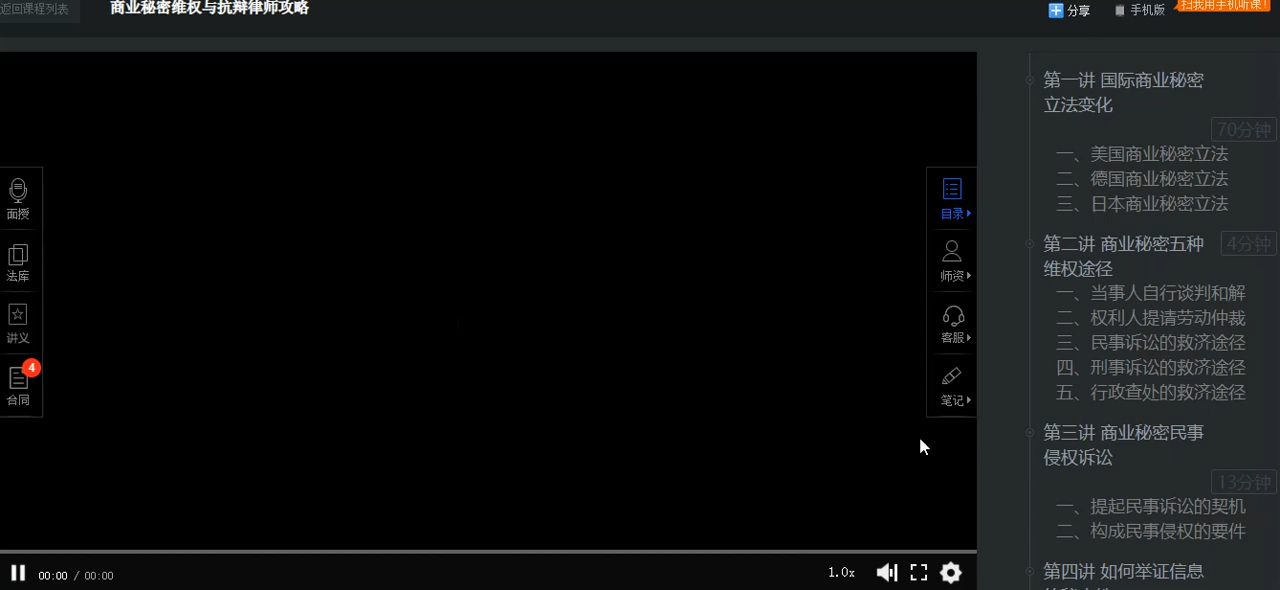 返回课程列表
商业秘密维权与抗辩律师攻略
分享
手机版
扫我用手机听课!
第一讲 国际商业秘密
立法变化
70分钟
一、美国商业秘密立法
二、德国商业秘密立法
三、日本商业秘密立法
第二讲 商业秘密五种
4分钟
维权途径
一、当事人自行谈判和解
二、权利人提请劳动仲裁
三、民事诉讼的救济途径
四、刑事诉讼的救济途径
五、行政查处的救济途径
第三讲 商业秘密民事
侵权诉讼
13分钟
一、提起民事诉讼的契机
二、构成民事侵权的要件
第四讲 如何举证信息
面授
法库
讲义
4
合同
目录
师资
客服
笔记
00:00 / 00:00
1.0x